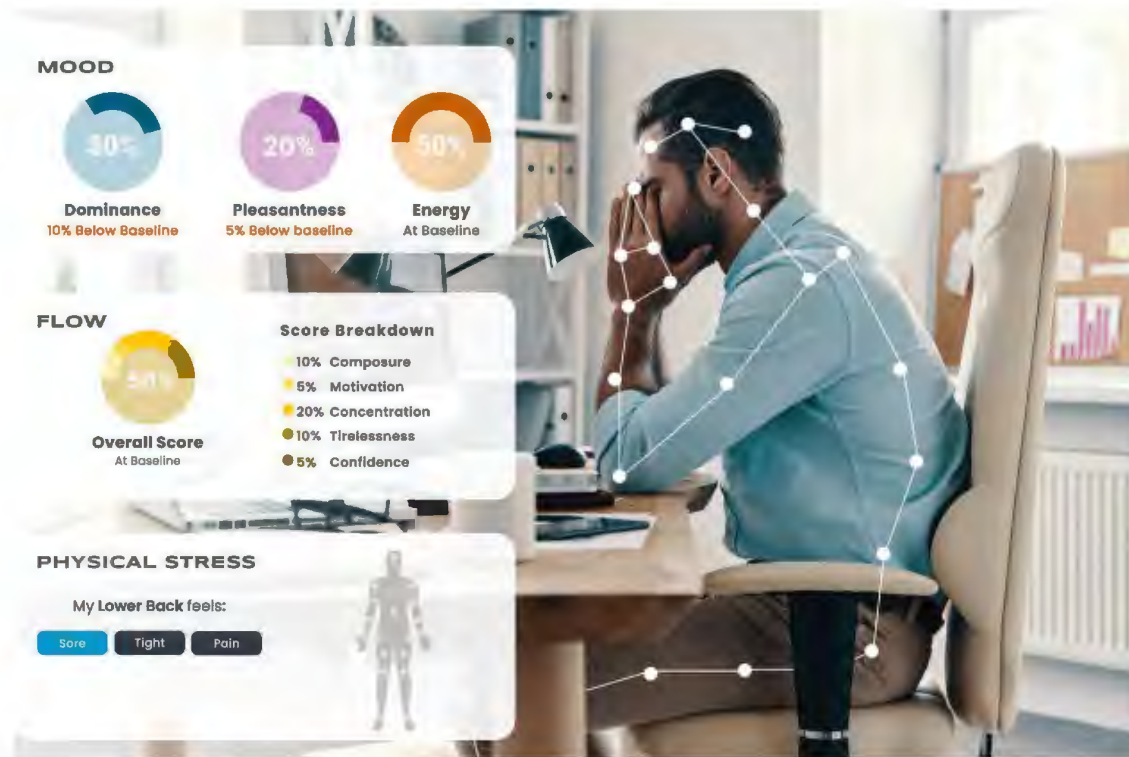 MOOD
20%
50%
Dominance
Pleasantness
Energy
10% Below Baseline
5% Below baseline
At Baseline
FLOW
Score Breakdown
10% Composure
5% Motivation
50%
20% Concentration
10% Tirelessness
Overall Score
5% Confidence
At Baseline
PHYSICAL STRESS
My Lower Back feels:
Sore
Tight
Pain